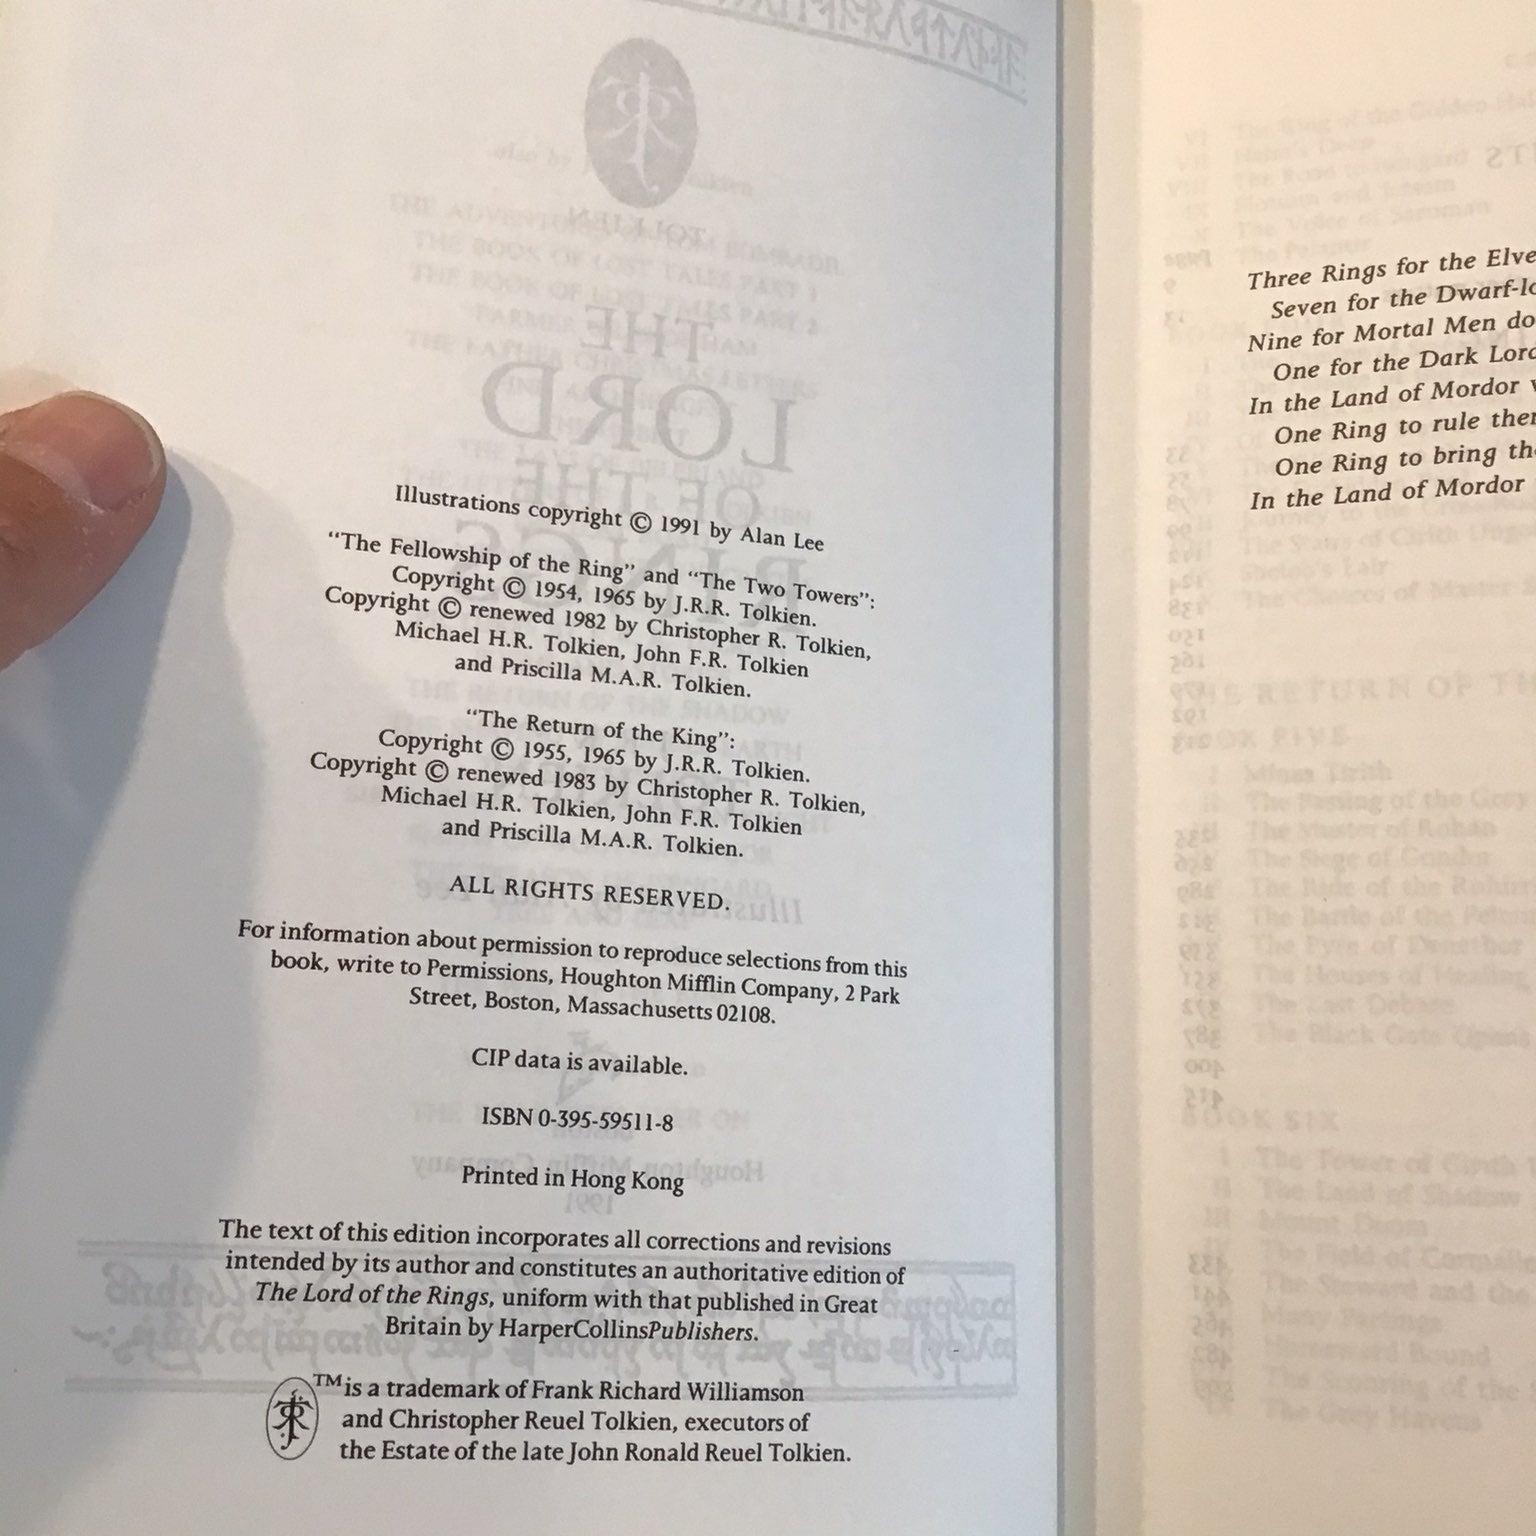 Illustrations copyright © 1991 by Alan Lee
“The Fellowship of the Ring” and “The Two Towers”:
Copyright © 1954, 1965 by J.R.R. Tolkien.
Copyright © renewed 1982 by Christopher R. Tolkien,
Michael H.R. Tolkien, John F.R. Tolkien
and Priscilla M.A.R. Tolkien.
“The Return of the King”:
Copyright © 1955, 1965 by J.R.R. Tolkien.
Copyright © renewed 1983 by Christopher R. Tolkien,
Michael H.R. Tolkien, John F.R. Tolkien
and Priscilla M.A.R. Tolkien.
ALL RIGHTS RESERVED.
For information about permission to reproduce selections from this
book, write to Permissions, Houghton Mifflin Company, 2 Park
Street, Boston, Massachusetts 02108.
CIP data is available.
ISBN 0-395-59511-8
Printed in Hong Kong
The text of this edition incorporates all corrections and revisions
intended by its author and constitutes an authoritative edition of
The Lord of the Rings, uniform with that published in Great
Britain by HarperCollinsPublishers.
TM is a trademark of Frank Richard Williamson
and Christopher Reuel Tolkien, executors of
the Estate of the late John Ronald Reuel Tolkien.
Three Rings for the
Seven for the
Nine for Mortal Men
One for the Dark
In the Land of Mordor
One Ring to rule
One Ring to bring
In the Land of Mordor